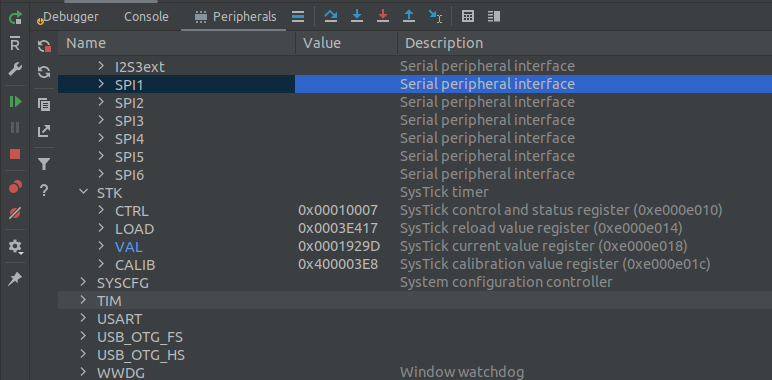 Debugger Console Peripherals
Name Value Description
I2S3ext Serial peripheral interface
SPI1 Serial peripheral interface
SPI2 Serial peripheral interface
SPI3 Serial peripheral interface
SPI4 Serial peripheral interface
SPI5 Serial peripheral interface
SPI6 Serial peripheral interface
STK SysTick timer
CTRL 0x00010007 SysTick control and status register (0xe000e010)
LOAD 0x0003E417 SysTick reload value register (0xe000e014)
VAL 0x0001929D SysTick current value register (0xe000e018)
CALIB 0x400003E8 SysTick calibration value register (0xe000e01c)
SYSCFG System configuration controller
TIM
USART
USB_OTG_FS
USB_OTG_HS
WWDG Window watchdog